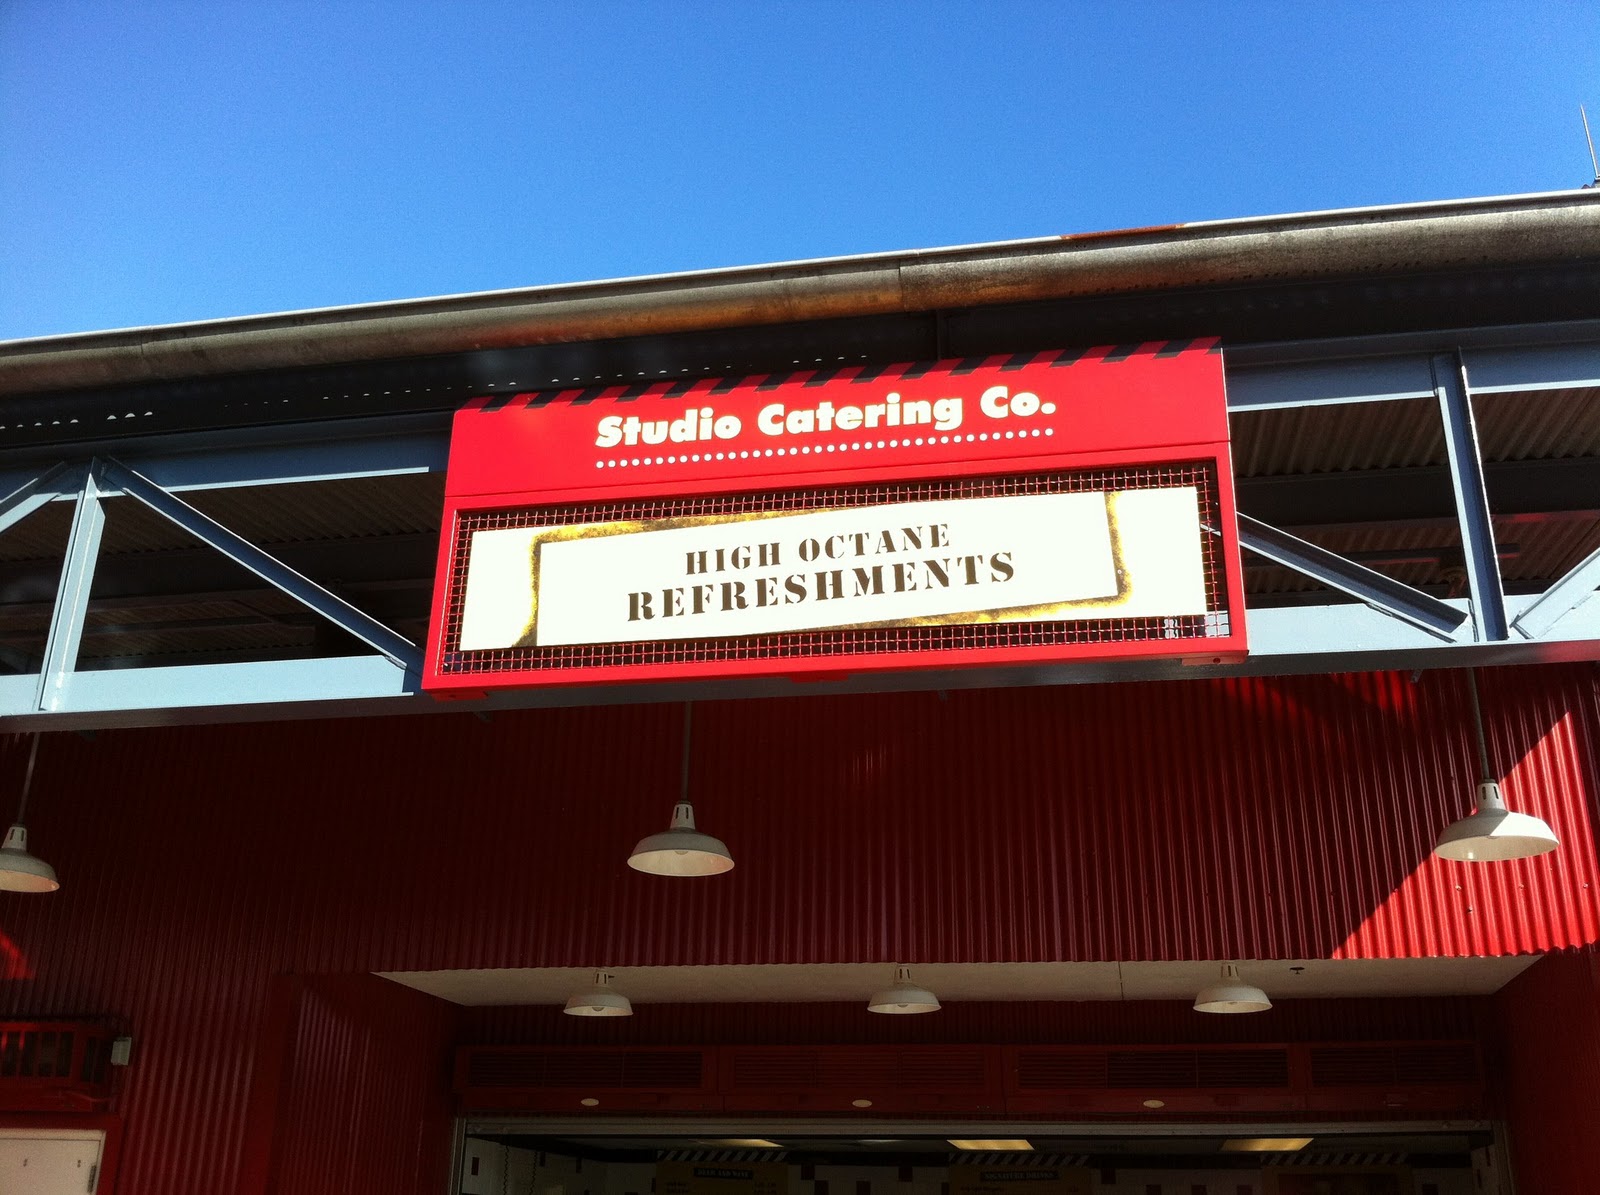 Studio Catering Co.
HIGH OCTANE
REFRESHMENTS